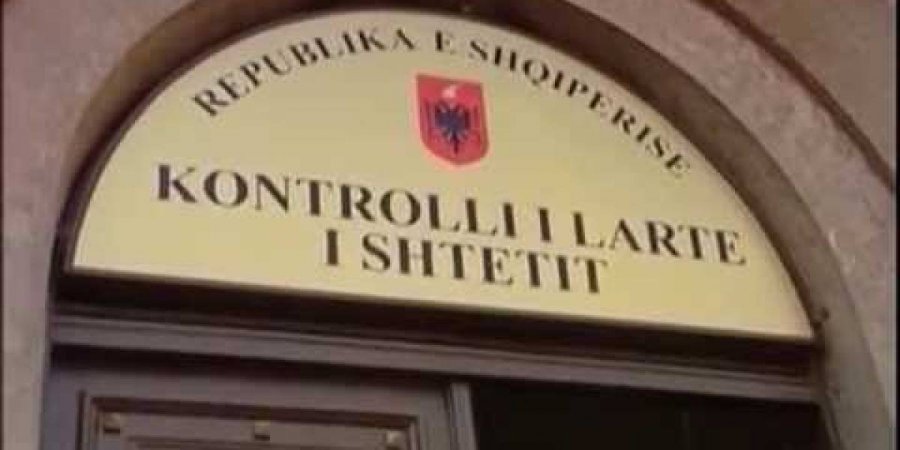 REPUBLIKA E SHQIPERISE
KONTROLLI I LARTE
I SHTETIT